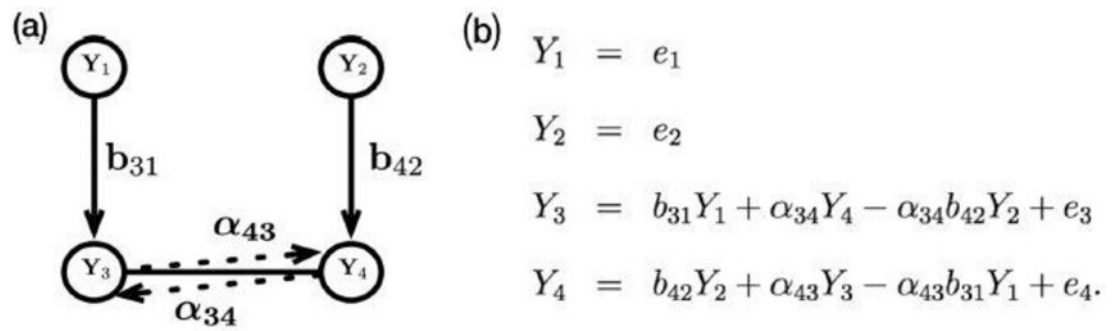 (a)
Y₁ Y₂
b₃₁ b₄₂
α₄₃
Y₃ Y₄
α₃₄
(b)
Y₁ = e₁
Y₂ = e₂
Y₃ = b₃₁Y₁ + α₃₄Y₄ − α₃₄b₄₂Y₂ + e₃
Y₄ = b₄₂Y₂ + α₄₃Y₃ − α₄₃b₃₁Y₁ + e₄.